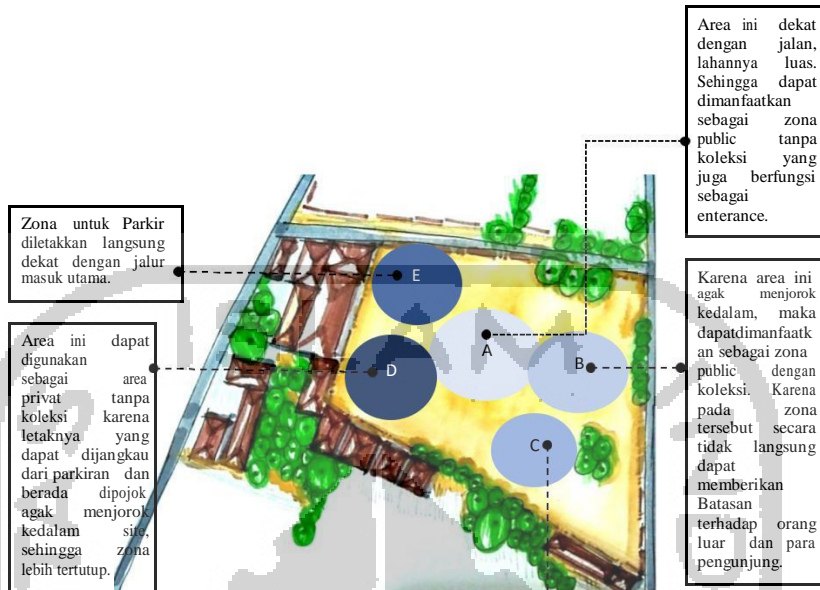 Area ini dekat
dengan jalan,
lahannya luas.
Sehingga dapat
dimanfaatkan
sebagai zona
public tanpa
koleksi yang
juga berfungsi
sebagai
enterance.
Zona untuk Parkir
diletakkan langsung
dekat dengan jalur
masuk utama.
Karena area ini
agak menjorok
kedalam, maka
dapatdimanfaatk
an sebagai zona
public dengan
koleksi. Karena
pada zona
tersebut secara
tidak langsung
dapat
memberikan
Batasan
terhadap orang
luar dan para
pengunjung.
Area ini dapat
digunakan
sebagai area
privat tanpa
koleksi karena
letaknya yang
dapat dijangkau
dari parkiran dan
berada dipojok
agak menjorok
kedalam site,
sehingga zona
lebih tertutup.
E
A
B
D
C
ISLAM